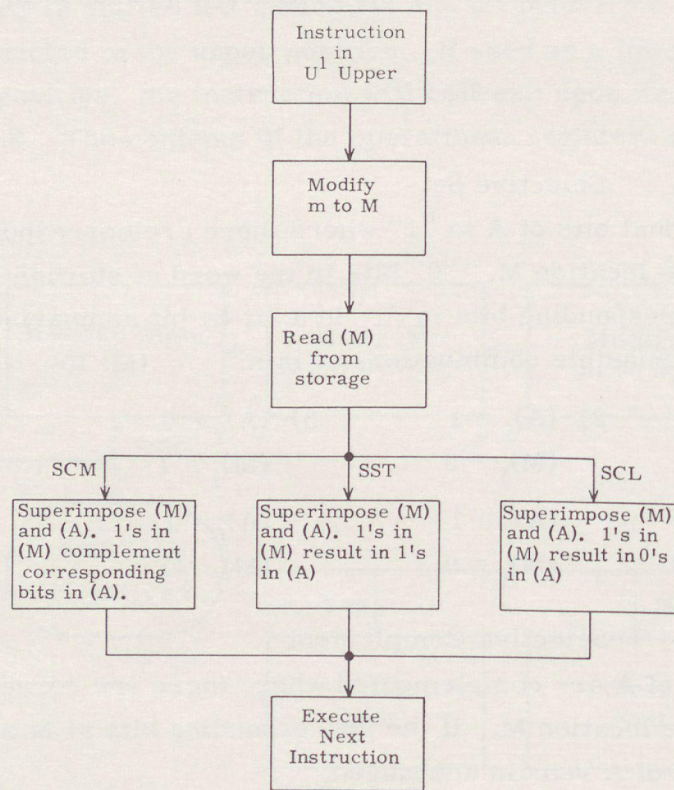 Instruction
in
U¹ Upper
Modify
m to M
Read (M)
from
storage
SCM
SST
SCL
Superimpose (M)
and (A). 1's in
(M) complement
corresponding
bits in (A).
Superimpose (M)
and (A). 1's in
(M) result in 1's
in (A)
Superimpose (M)
and (A). 1's in
(M) result in 0's
in (A)
Execute
Next
Instruction